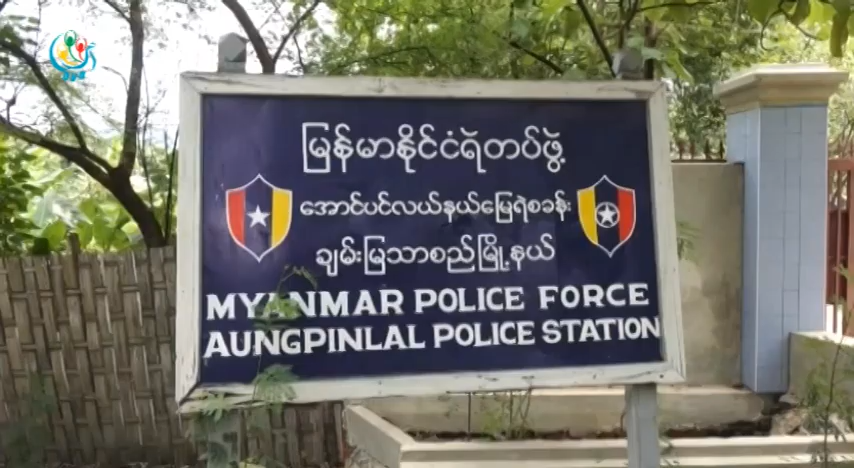 မြန်မာနိုင်ငံရဲတပ်ဖွဲ့
အောင်ပင်လယ်နယ်မြေရဲစခန်း
ချမ်းမြသာစည်မြို့နယ်
MYANMAR POLICE FORCE
AUNGPINLAL POLICE STATION